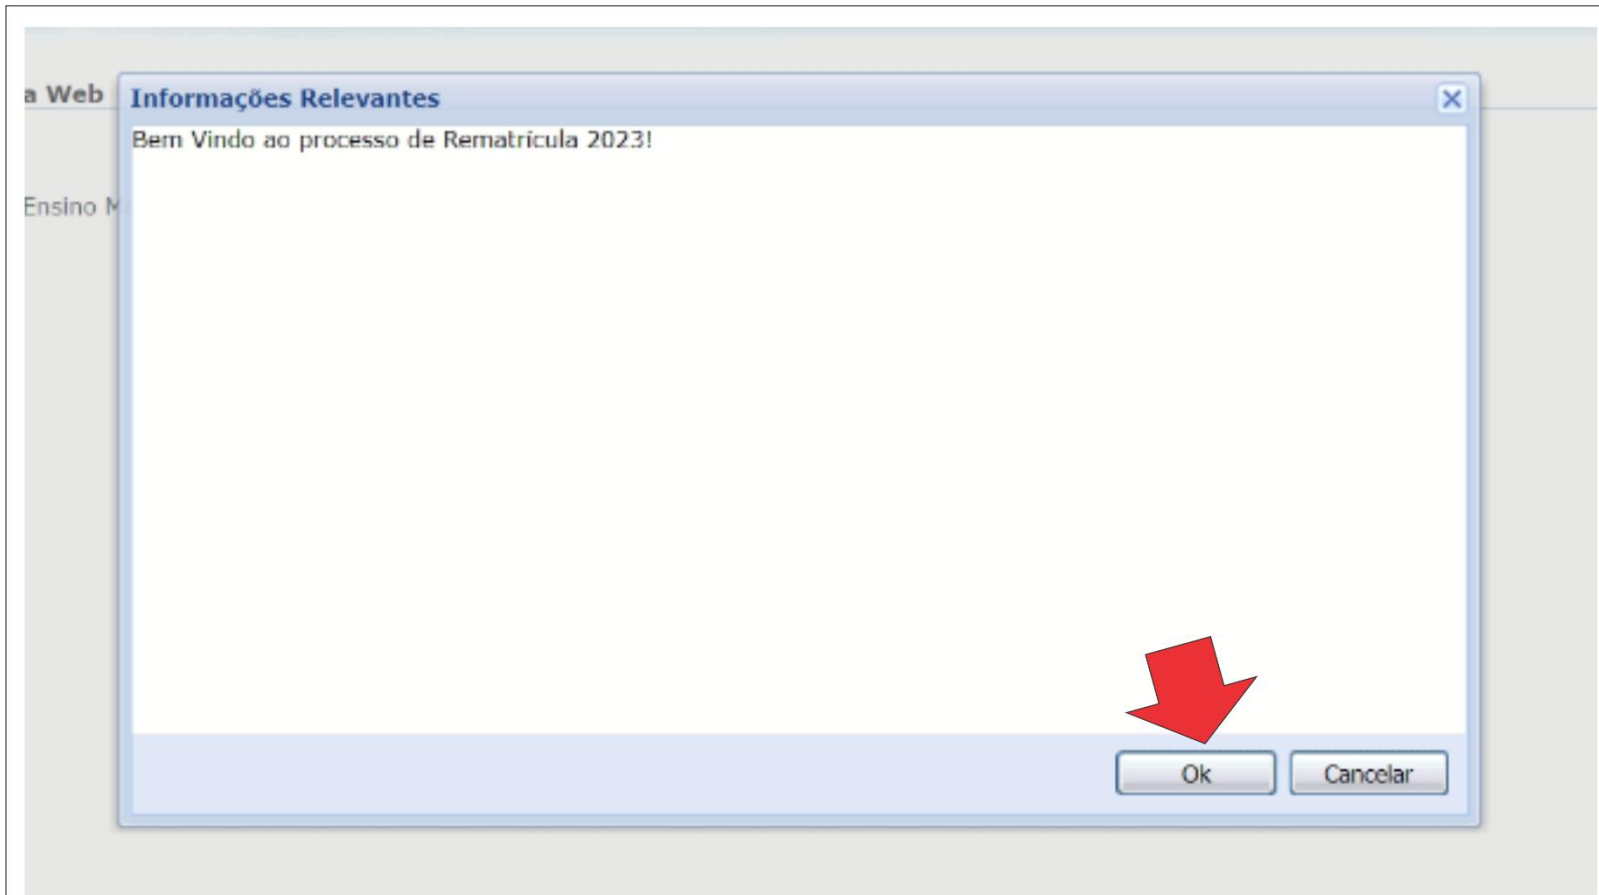 a Web
Informações Relevantes
Bem Vindo ao processo de Rematrícula 2023!
Ensino
Ok
Cancelar